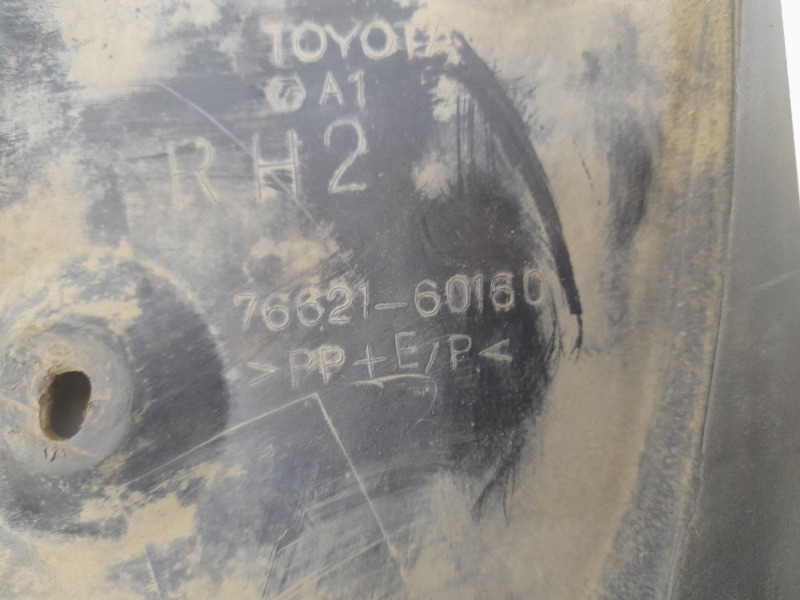 TOYOTA
A1
RH2
76621-60160
>PP+E/P<